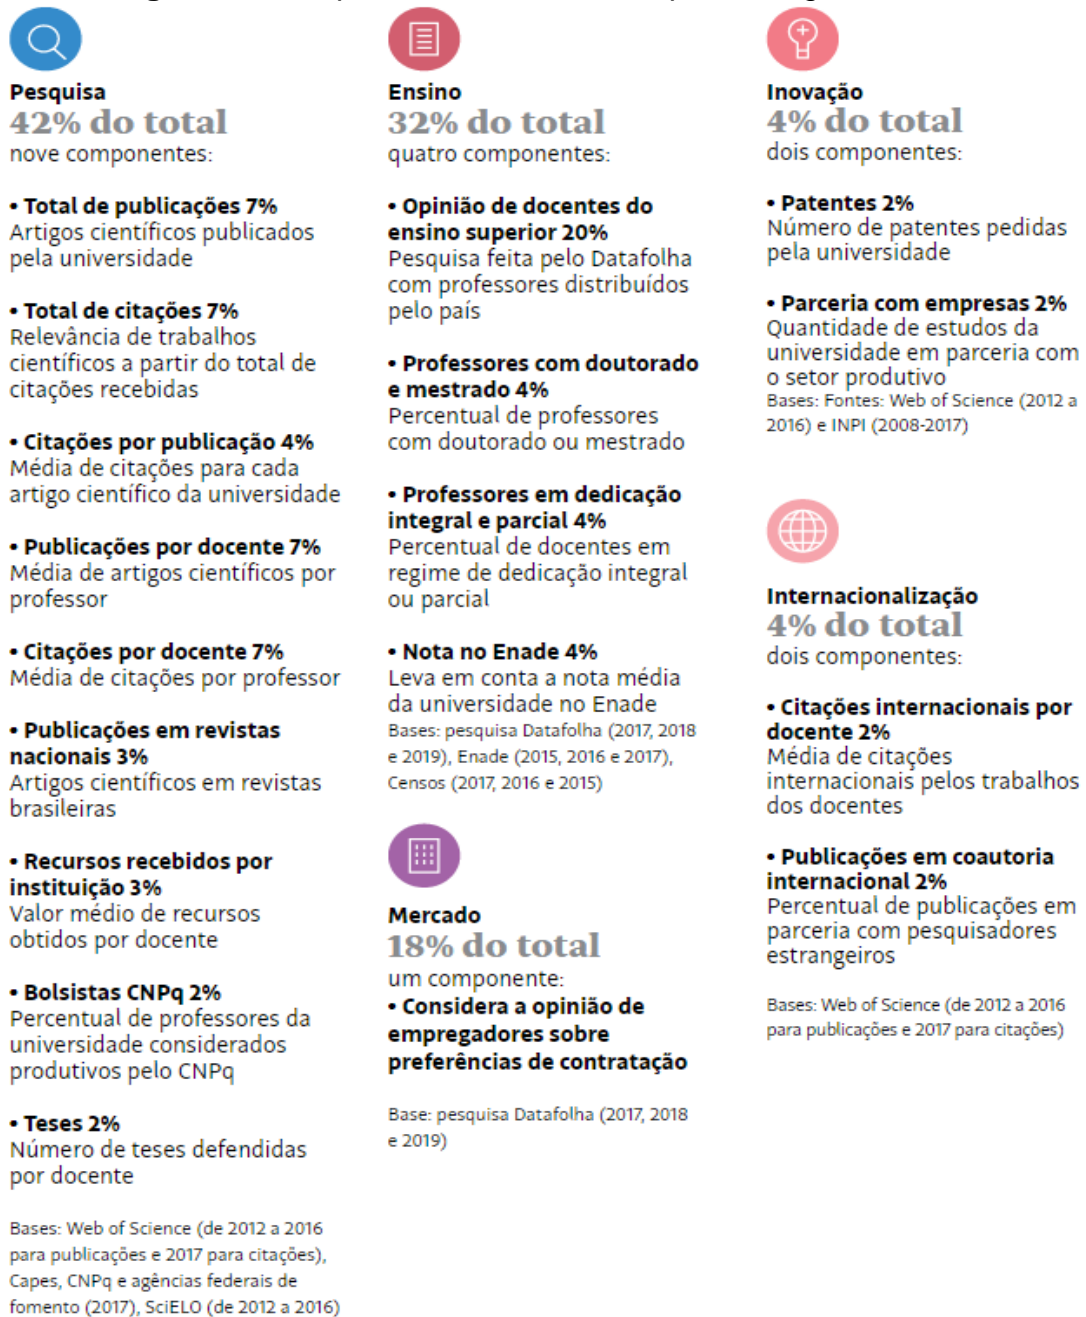 Pesquisa
42% do total
nove componentes:
• Total de publicações 7%
Artigos científicos publicados
pela universidade
• Total de citações 7%
Relevância de trabalhos
científicos a partir do total de
citações recebidas
• Citações por publicação 4%
Média de citações para cada
artigo científico da universidade
• Publicações por docente 7%
Média de artigos científicos por
professor
• Citações por docente 7%
Média de citações por professor
• Publicações em revistas
nacionais 3%
Artigos científicos em revistas
brasileiras
• Recursos recebidos por
instituição 3%
Valor médio de recursos
obtidos por docente
• Bolsistas CNPq 2%
Percentual de professores da
universidade considerados
produtivos pelo CNPq
• Teses 2%
Número de teses defendidas
por docente
Bases: Web of Science (de 2012 a 2016
para publicações e 2017 para citações),
Capes, CNPq e agências federais de
fomento (2017), SciELO (de 2012 a 2016)
Ensino
32% do total
quatro componentes:
• Opinião de docentes do
ensino superior 20%
Pesquisa feita pelo Datafolha
com professores distribuídos
pelo país
• Professores com doutorado
e mestrado 4%
Percentual de professores
com doutorado ou mestrado
• Professores em dedicação
integral e parcial 4%
Percentual de docentes em
regime de dedicação integral
ou parcial
• Nota no Enade 4%
Leva em conta a nota média
da universidade no Enade
Bases: pesquisa Datafolha (2017, 2018
e 2019), Enade (2015, 2016 e 2017),
Censos (2017, 2016 e 2015)
Mercado
18% do total
um componente:
• Considera a opinião de
empregadores sobre
preferências de contratação
Base: pesquisa Datafolha (2017, 2018
e 2019)
Inovação
4% do total
dois componentes:
• Patentes 2%
Número de patentes pedidas
pela universidade
• Parceria com empresas 2%
Quantidade de estudos da
universidade em parceria com
o setor produtivo
Bases: Fontes: Web of Science (2012 a
2016) e INPI (2008-2017)
Internacionalização
4% do total
dois componentes:
• Citações internacionais por
docente 2%
Média de citações
internacionais pelos trabalhos
dos docentes
• Publicações em coautoria
internacional 2%
Percentual de publicações em
parceria com pesquisadores
estrangeiros
Bases: Web of Science (de 2012 a 2016
para publicações e 2017 para citações)